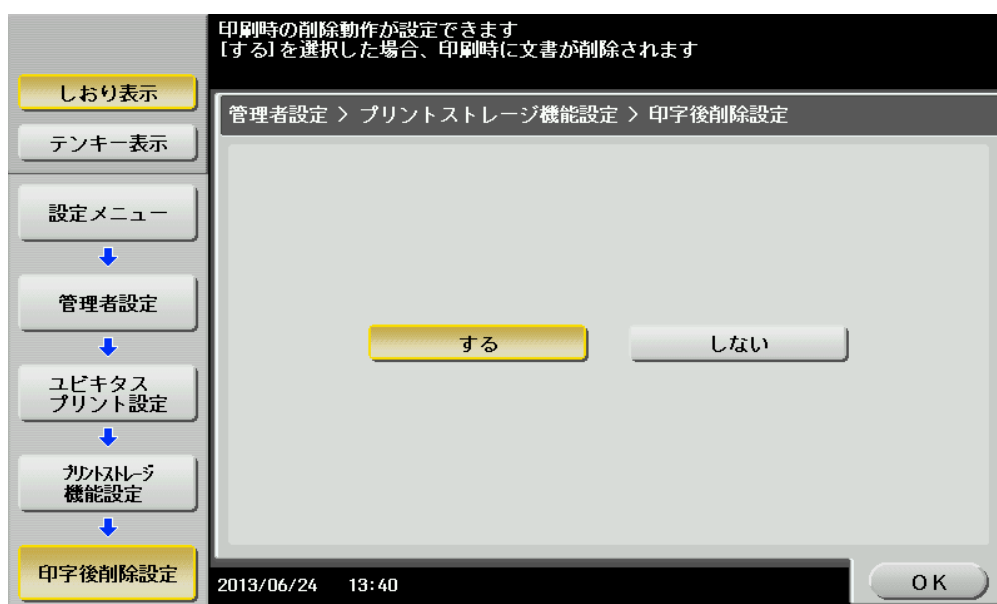 印刷時の削除動作が設定できます
[する]を選択した場合、印刷時に文書が削除されます
しおり表示
テンキー表示
管理者設定 > プリントストレージ機能設定 > 印字後削除設定
設定メニュー
管理者設定
ユビキタス
プリント設定
プリントストレージ
機能設定
印字後削除設定
する
しない
2013/06/24 13:40
OK